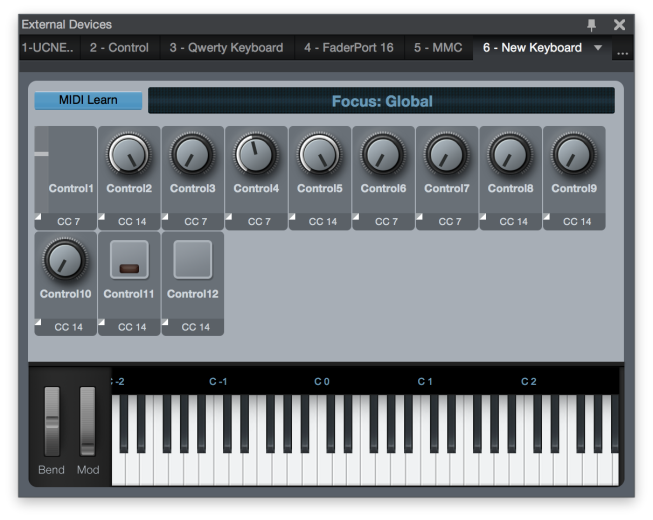 External Devices
1-UCNE.. 2 - Control 3 - Qwerty Keyboard 4 - FaderPort 16 5 - MMC 6 - New Keyboard ...
MIDI Learn Focus: Global
Control1 Control2 Control3 Control4 Control5 Control6 Control7 Control8 Control9
CC 7 CC 14 CC 7 CC 7 CC 14 CC 7 CC 7 CC 14 CC 14
Control10 Control11 Control12
CC 14 CC 14 CC 14
C -2 C -1 C 0 C 1 C 2
Bend Mod